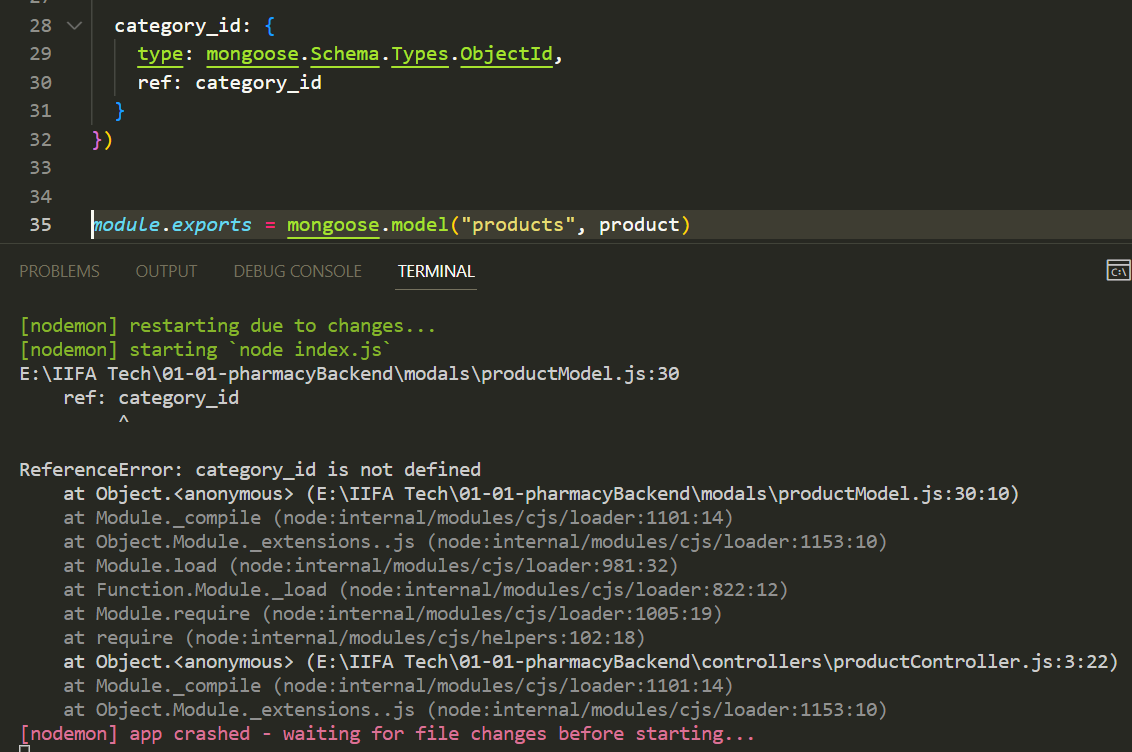 27
28 category_id: {
29 type: mongoose.Schema.Types.ObjectId,
30 ref: category_id
31 }
32 })
33
34
35 module.exports = mongoose.model("products", product)
PROBLEMS OUTPUT DEBUG CONSOLE TERMINAL
[nodemon] restarting due to changes...
[nodemon] starting `node index.js`
E:\IIFA Tech\01-01-pharmacyBackend\modals\productModel.js:30
    ref: category_id
         ^
ReferenceError: category_id is not defined
    at Object.<anonymous> (E:\IIFA Tech\01-01-pharmacyBackend\modals\productModel.js:30:10)
    at Module._compile (node:internal/modules/cjs/loader:1101:14)
    at Object.Module._extensions..js (node:internal/modules/cjs/loader:1153:10)
    at Module.load (node:internal/modules/cjs/loader:981:32)
    at Function.Module._load (node:internal/modules/cjs/loader:822:12)
    at Module.require (node:internal/modules/cjs/loader:1005:19)
    at require (node:internal/modules/cjs/helpers:102:18)
    at Object.<anonymous> (E:\IIFA Tech\01-01-pharmacyBackend\controllers\productController.js:3:22)
    at Module._compile (node:internal/modules/cjs/loader:1101:14)
    at Object.Module._extensions..js (node:internal/modules/cjs/loader:1153:10)
[nodemon] app crashed - waiting for file changes before starting...